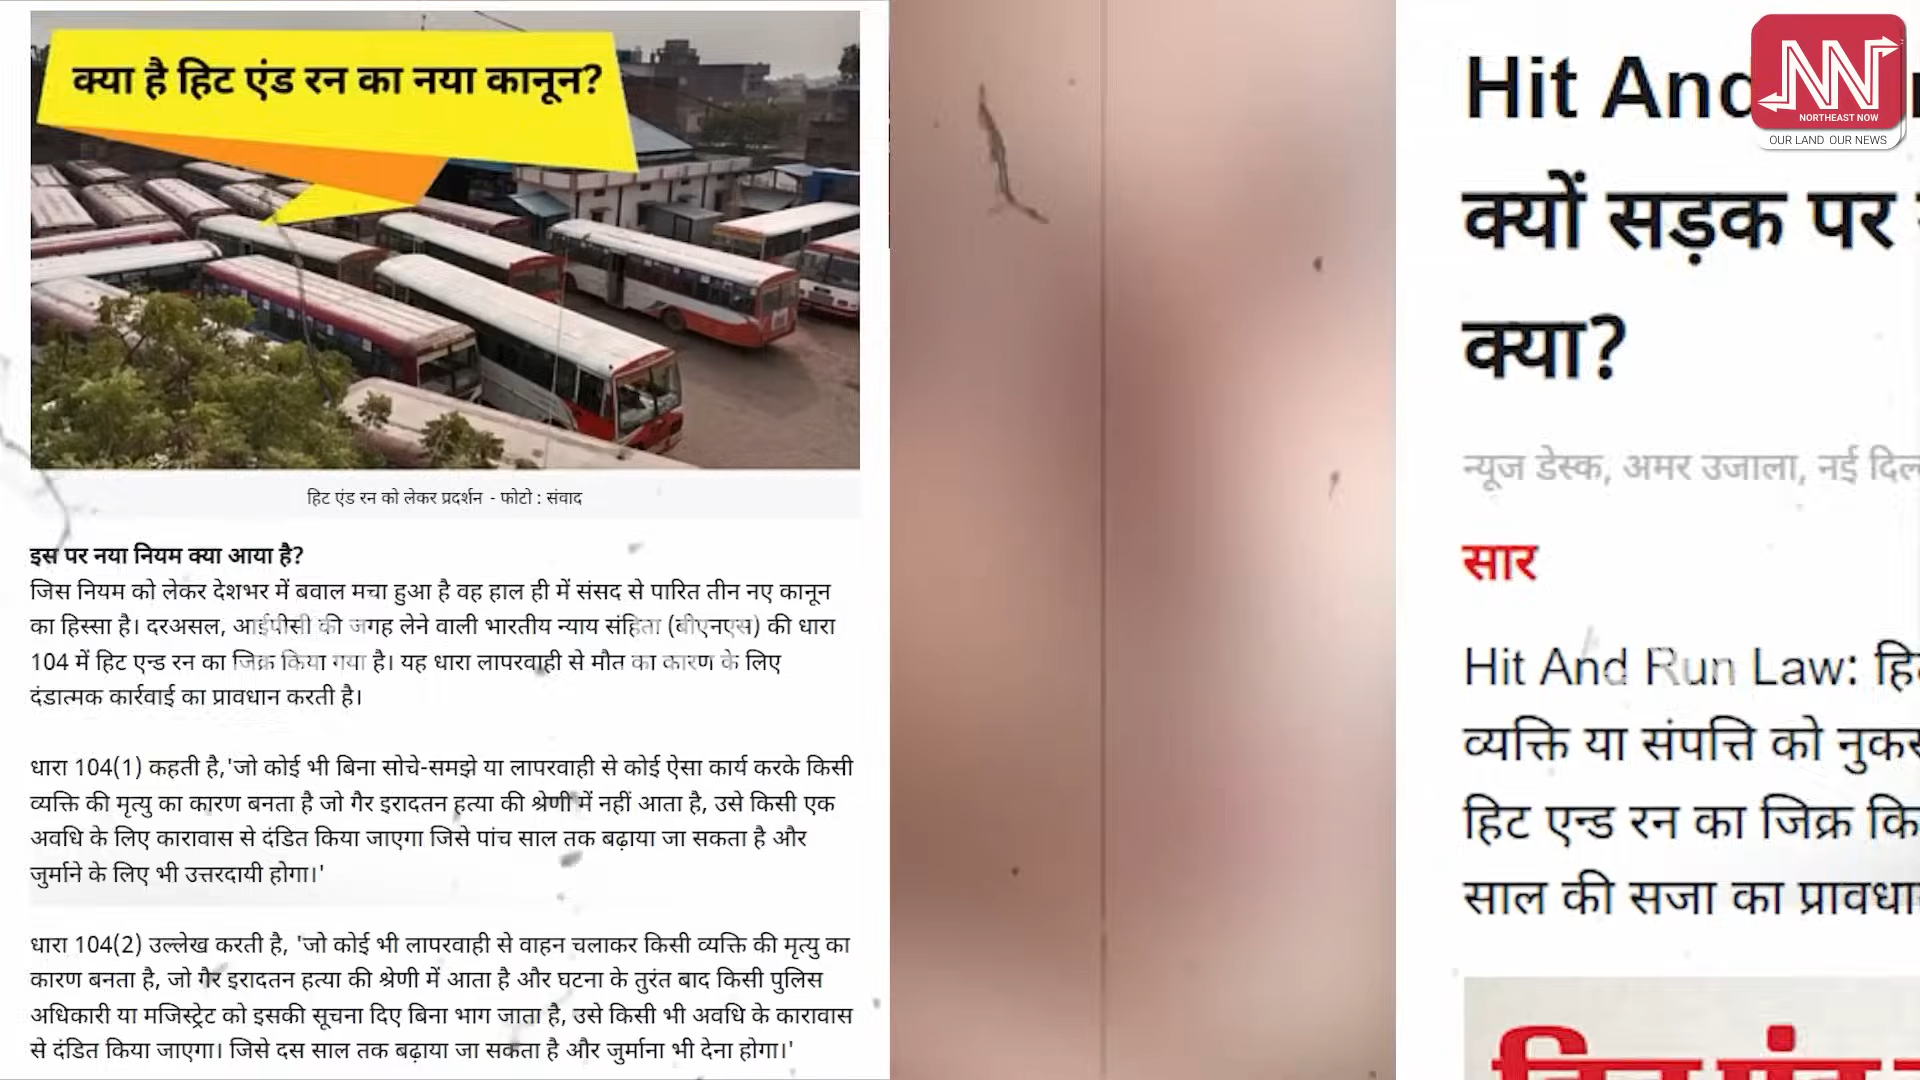 क्या है हिट एंड रन का नया कानून?
हिट एंड रन को लेकर प्रदर्शन - फोटो : संवाद
इस पर नया नियम क्या आया है?
जिस नियम को लेकर देशभर में बवाल मचा हुआ है वह हाल ही में संसद से पारित तीन नए कानून
का हिस्सा है। दरअसल, आईपीसी की जगह लेने वाली भारतीय न्याय संहिता (बीएनएस) की धारा
104 में हिट एन्ड रन का जिक्र किया गया है। यह धारा लापरवाही से मौत का कारण के लिए
दंडात्मक कार्रवाई का प्रावधान करती है।
धारा 104(1) कहती है,'जो कोई भी बिना सोचे-समझे या लापरवाही से कोई ऐसा कार्य करके किसी
व्यक्ति की मृत्यु का कारण बनता है जो गैर इरादतन हत्या की श्रेणी में नहीं आता है, उसे किसी एक
अवधि के लिए कारावास से दंडित किया जाएगा जिसे पांच साल तक बढ़ाया जा सकता है और
जुर्माने के लिए भी उत्तरदायी होगा।'
धारा 104(2) उल्लेख करती है, 'जो कोई भी लापरवाही से वाहन चलाकर किसी व्यक्ति की मृत्यु का
कारण बनता है, जो गैर इरादतन हत्या की श्रेणी में आता है और घटना के तुरंत बाद किसी पुलिस
अधिकारी या मजिस्ट्रेट को इसकी सूचना दिए बिना भाग जाता है, उसे किसी भी अवधि के कारावास
से दंडित किया जाएगा। जिसे दस साल तक बढ़ाया जा सकता है और जुर्माना भी देना होगा।'
Hit And
क्यों सड़क पर
क्या?
न्यूज डेस्क, अमर उजाला, नई
सार
Hit And Run Law:
व्यक्ति या संपत्ति को
हिट एन्ड रन का जिक्र
साल की सजा का
NN
NORTHEAST NOW
OUR LAND OUR NEWS